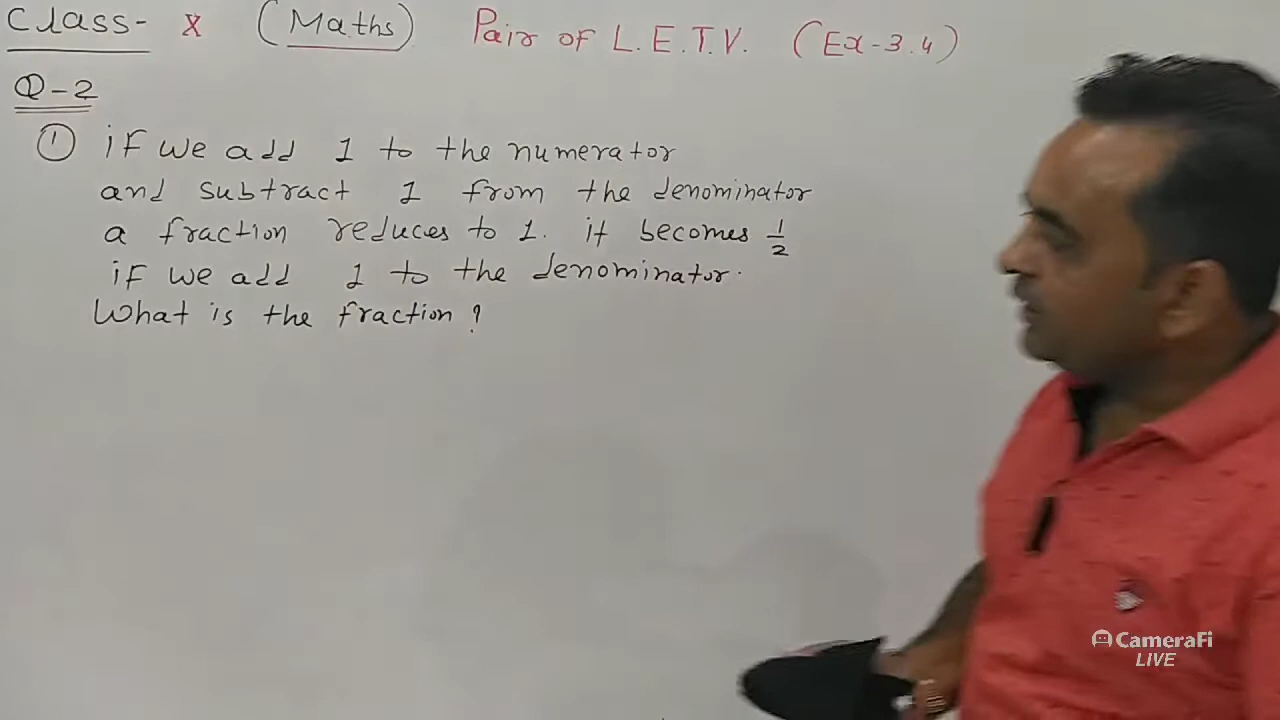 Class- X (Maths) Pair of L.E.T.V. (Ex-3.4)
Q-2
① if we add 1 to the numerator
and subtract 1 from the denominator
a fraction reduces to 1. it becomes 1/2
if we add 1 to the denominator.
What is the fraction?
CameraFi
LIVE